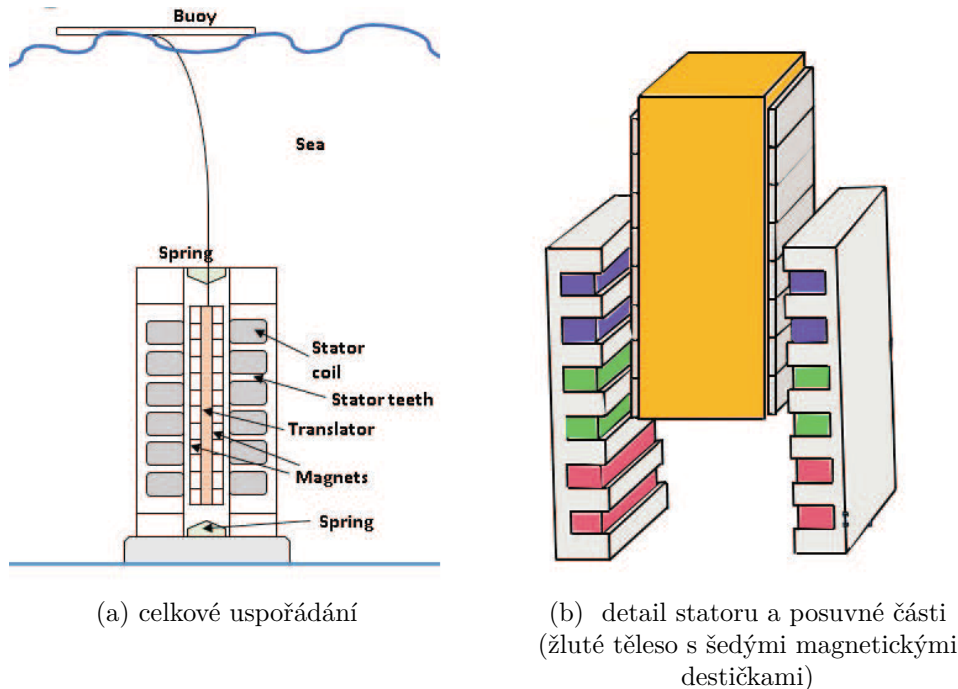 Buoy
Sea
Spring
Stator
coil
Stator teeth
Translator
Magnets
Spring
(a) celkové uspořádání
(b) detail statoru a posuvné části
(žluté těleso s šedými magnetickými
destičkami)